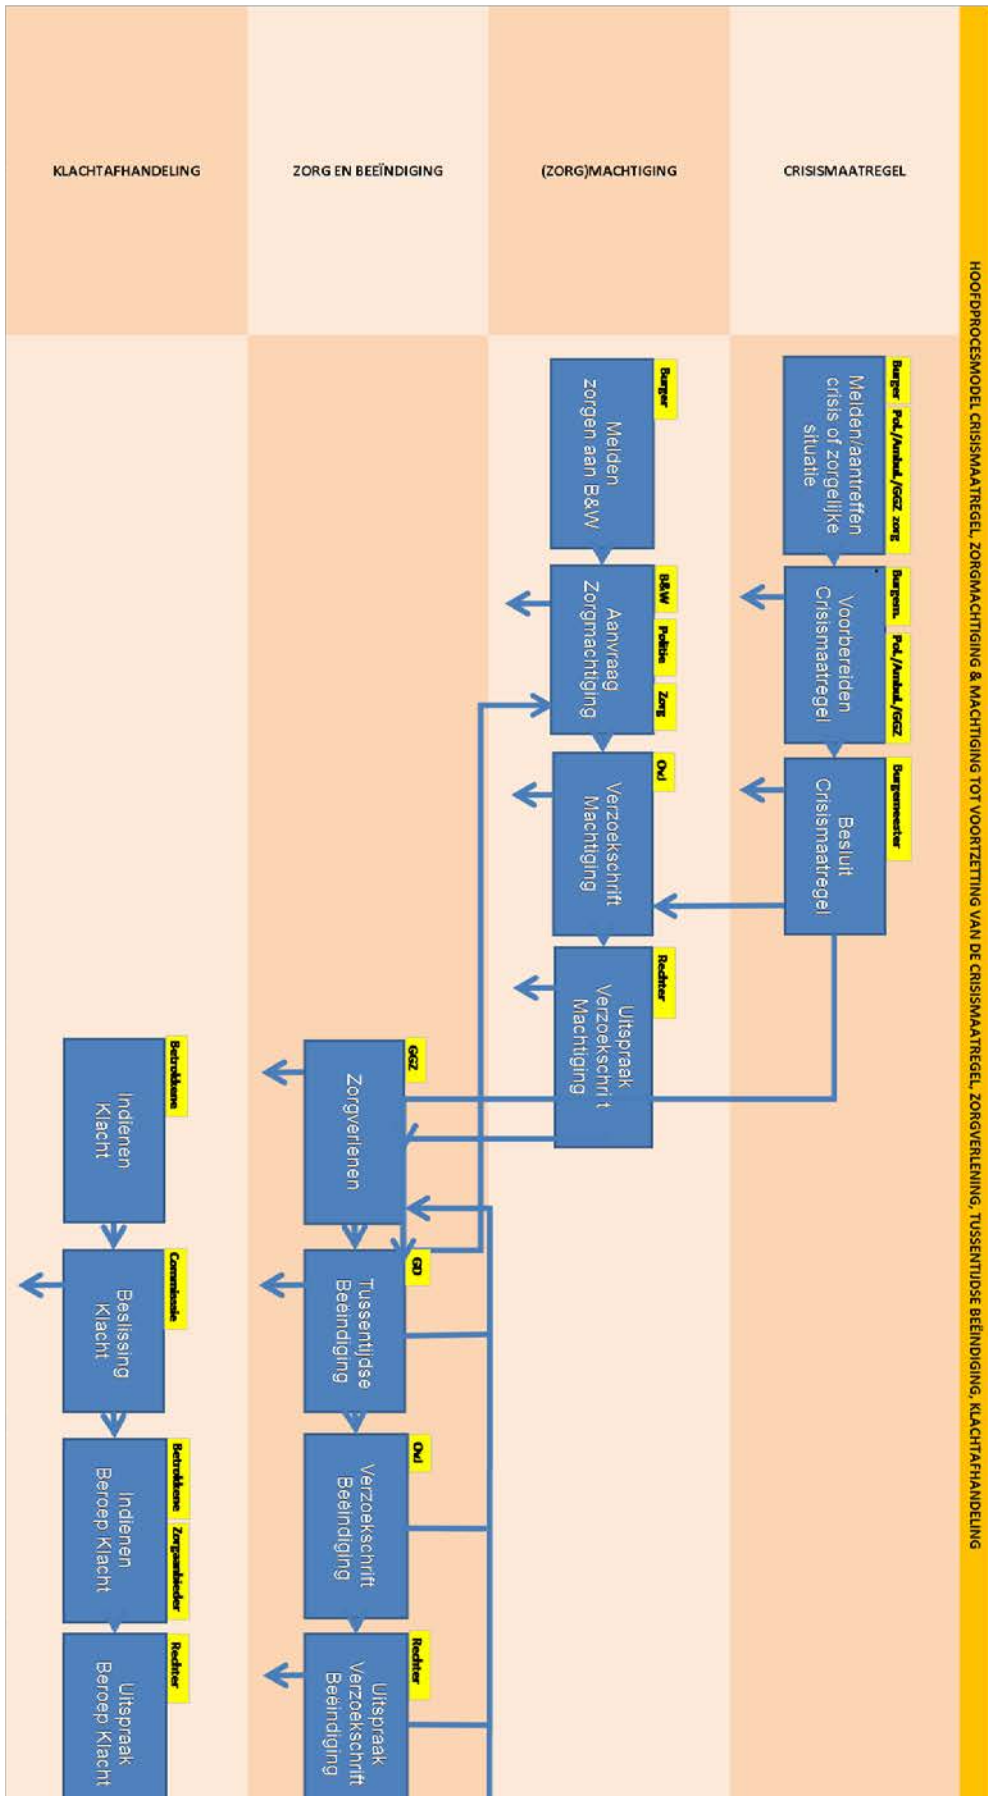 HOOFDPROCESMODEL CRISISMAATREGEL, ZORGMACHTIGING & MACHTIGING TOT VOORTZETTING VAN DE CRISISMAATREGEL, ZORGVERLENING, TUSSENTIJDSE BEËINDIGING, KLACHTAFHANDELING
CRISISMAATREGEL
Burger
Pol./Ambul./GGZ zorg
Melden/aantreffen
crisis of zorgelijke
situatie
Burgem.
Pol./Ambul./GGZ
Voorbereiden
Crisismaatregel
Burgemeester
Besluit
Crisismaatregel
(ZORG)MACHTIGING
Burger
Melden
zorgen aan B&W
B&W
Politie
Zorg
Aanvraag
Zorgmachtiging
OvJ
Verzoekschrift
Machtiging
Rechter
Uitspraak
Verzoekschri t
Machtiging
ZORG EN BEEÏNDIGING
GGZ
Zorgverlenen
GD
Tussentijdse
Beëindiging
OvJ
Verzoekschrift
Beëindiging
Rechter
Uitspraak
Verzoekschrift
Beëindiging
KLACHTAFHANDELING
Betrokkene
Indienen
Klacht
Commissie
Beslissing
Klacht
Betrokkene
Zorgaanbieder
Indienen
Beroep Klacht
Rechter
Uitspraak
Beroep Klacht